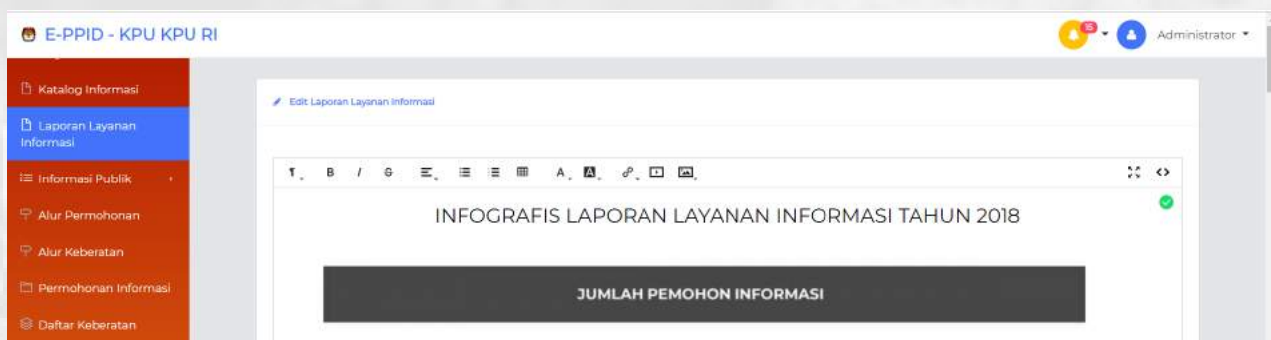 E-PPID - KPU KPU RI
15
Administrator
Katalog Informasi
Edit Laporan Layanan Informasi
Laporan Layanan
Informasi
Informasi Publik
Alur Permohonan
Alur Keberatan
Permohonan Informasi
Daftar Keberatan
INFOGRAFIS LAPORAN LAYANAN INFORMASI TAHUN 2018
JUMLAH PEMOHON INFORMASI